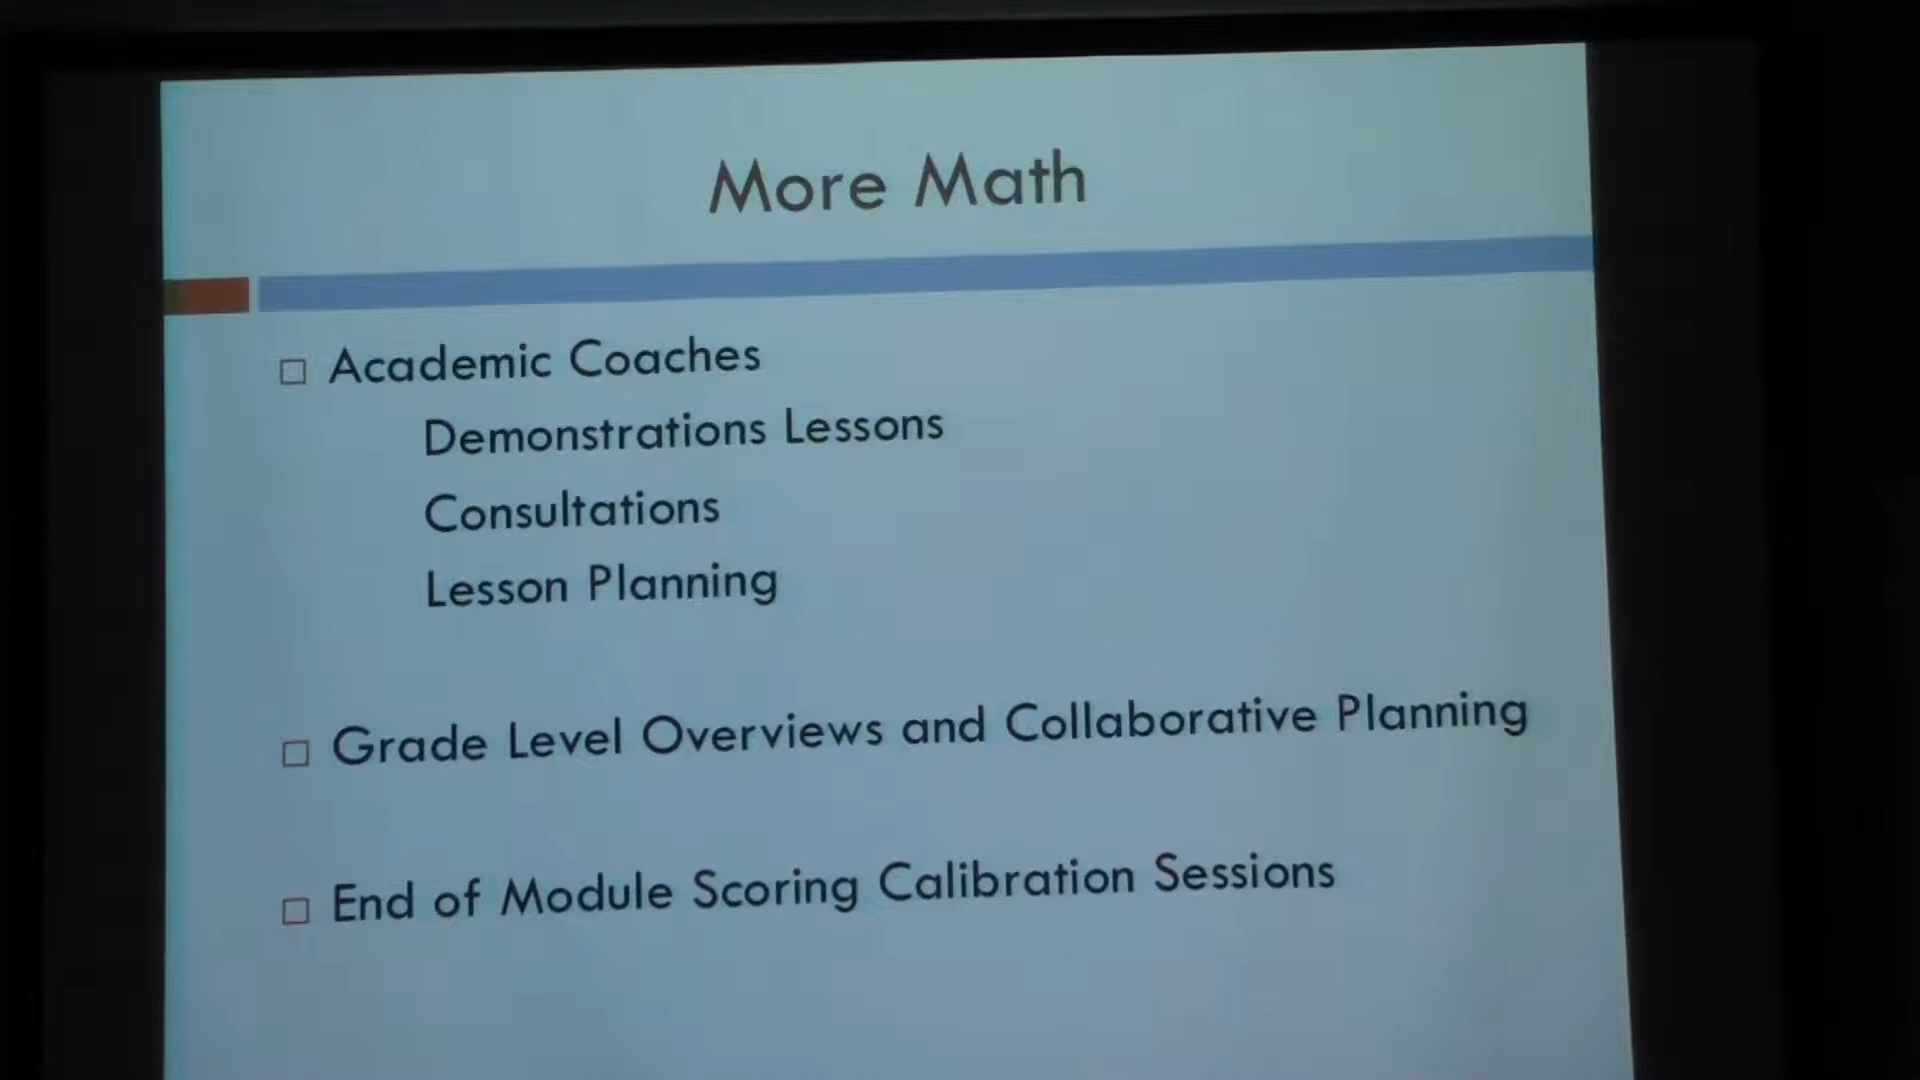 More Math
Academic Coaches
Demonstrations Lessons
Consultations
Lesson Planning
Grade Level Overviews and Collaborative Planning
End of Module Scoring Calibration Sessions